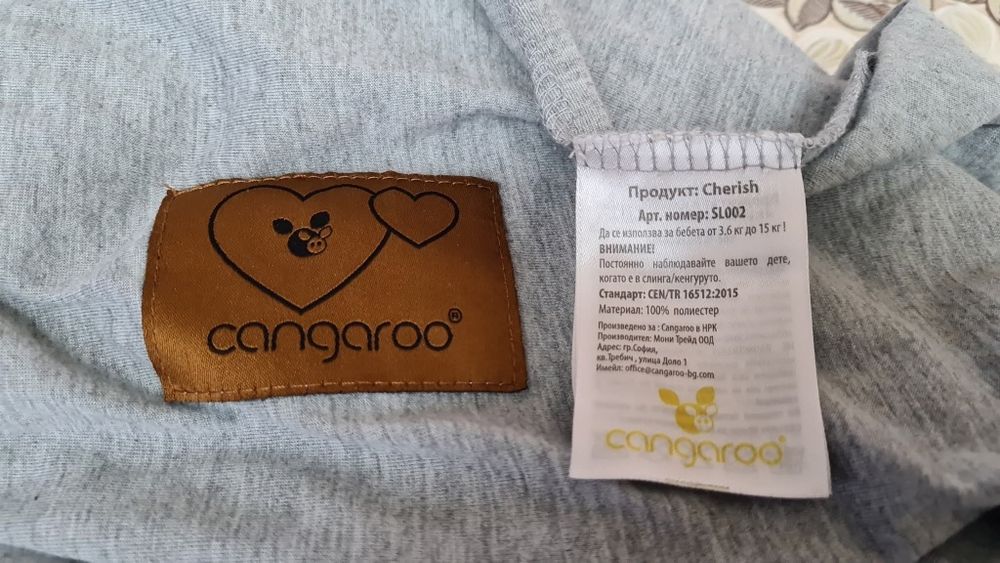 cangaroo®
Продукт: Cherish
Арт. номер: SL002
Да се използва за бебета от 3.6 кг до 15 кг !
ВНИМАНИЕ!
Постоянно наблюдавайте вашето дете,
когато е в слинга/кенгуруто.
Стандарт: CEN/TR 16512:2015
Материал: 100% полиестер
Произведено за : Cangaroo в НРК
Производител: Мони Трейд ООД
Адрес: гр.София,
кв.Требич , улица Доло 1
Имейл: office@cangaroo-bg.com
cangaroo®